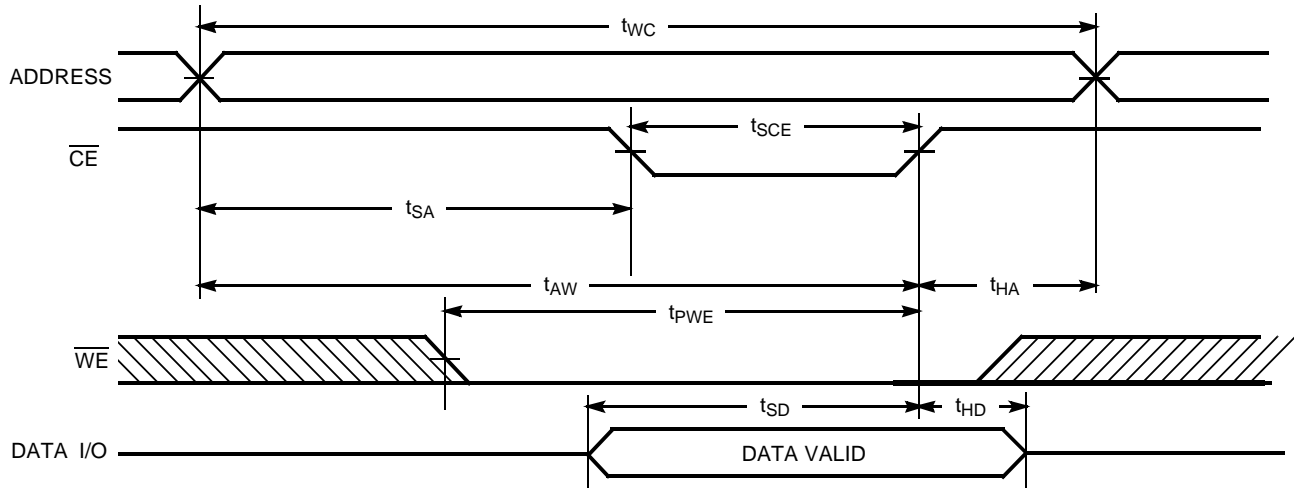 tWC
ADDRESS
tSCE
CE
tSA
tAW
tHA
tPWE
WE
tSD
tHD
DATA I/O
DATA VALID